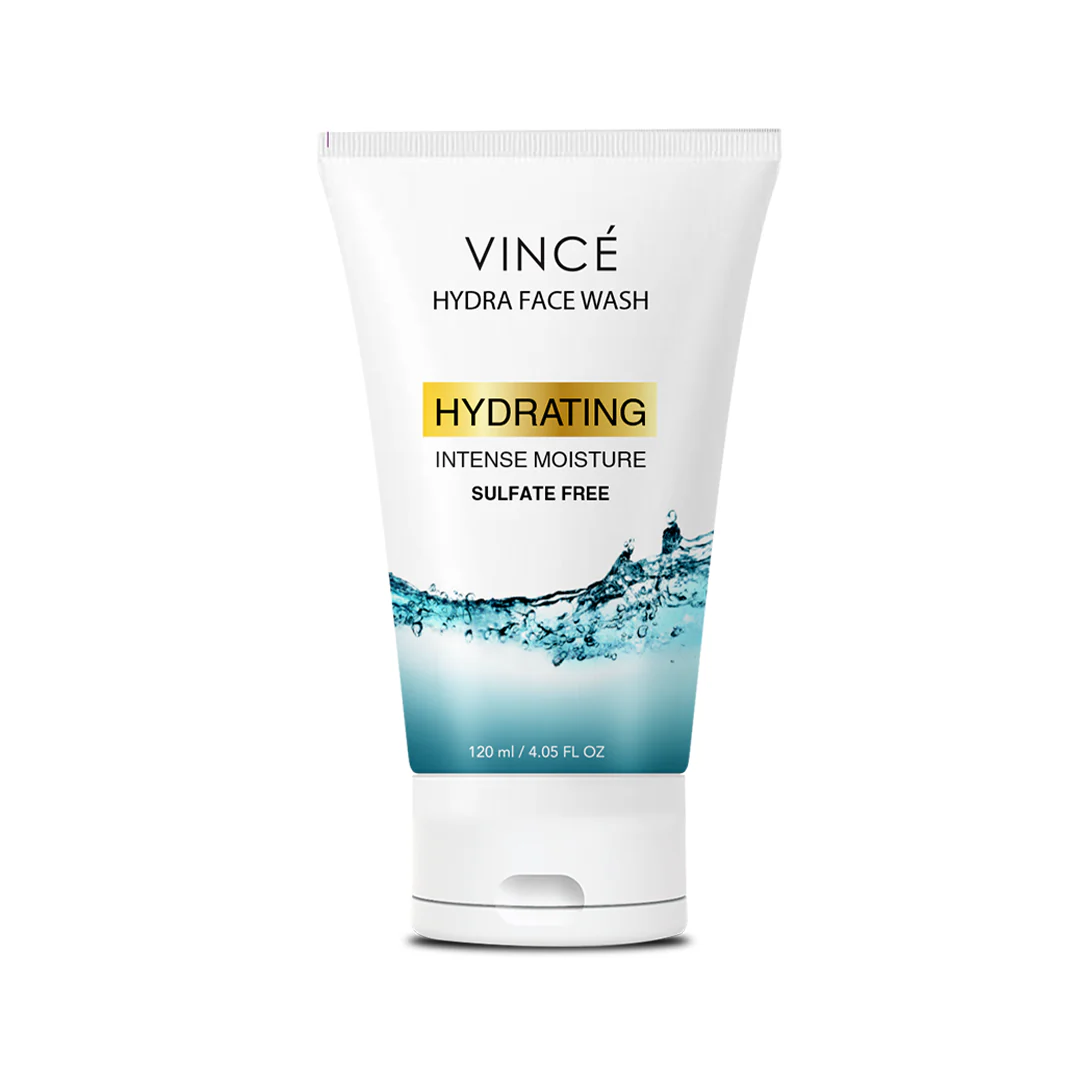 VINCÉ
HYDRA FACE WASH
HYDRATING
INTENSE MOISTURE
SULFATE FREE
120 ml / 4.05 FL OZ